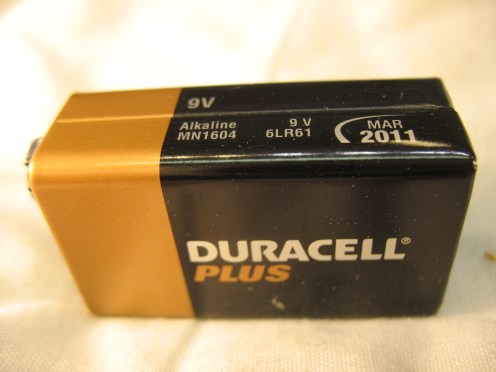 9V
Alkaline 9 V MAR
MN1604 6LR61 2011
DURACELL®
PLUS